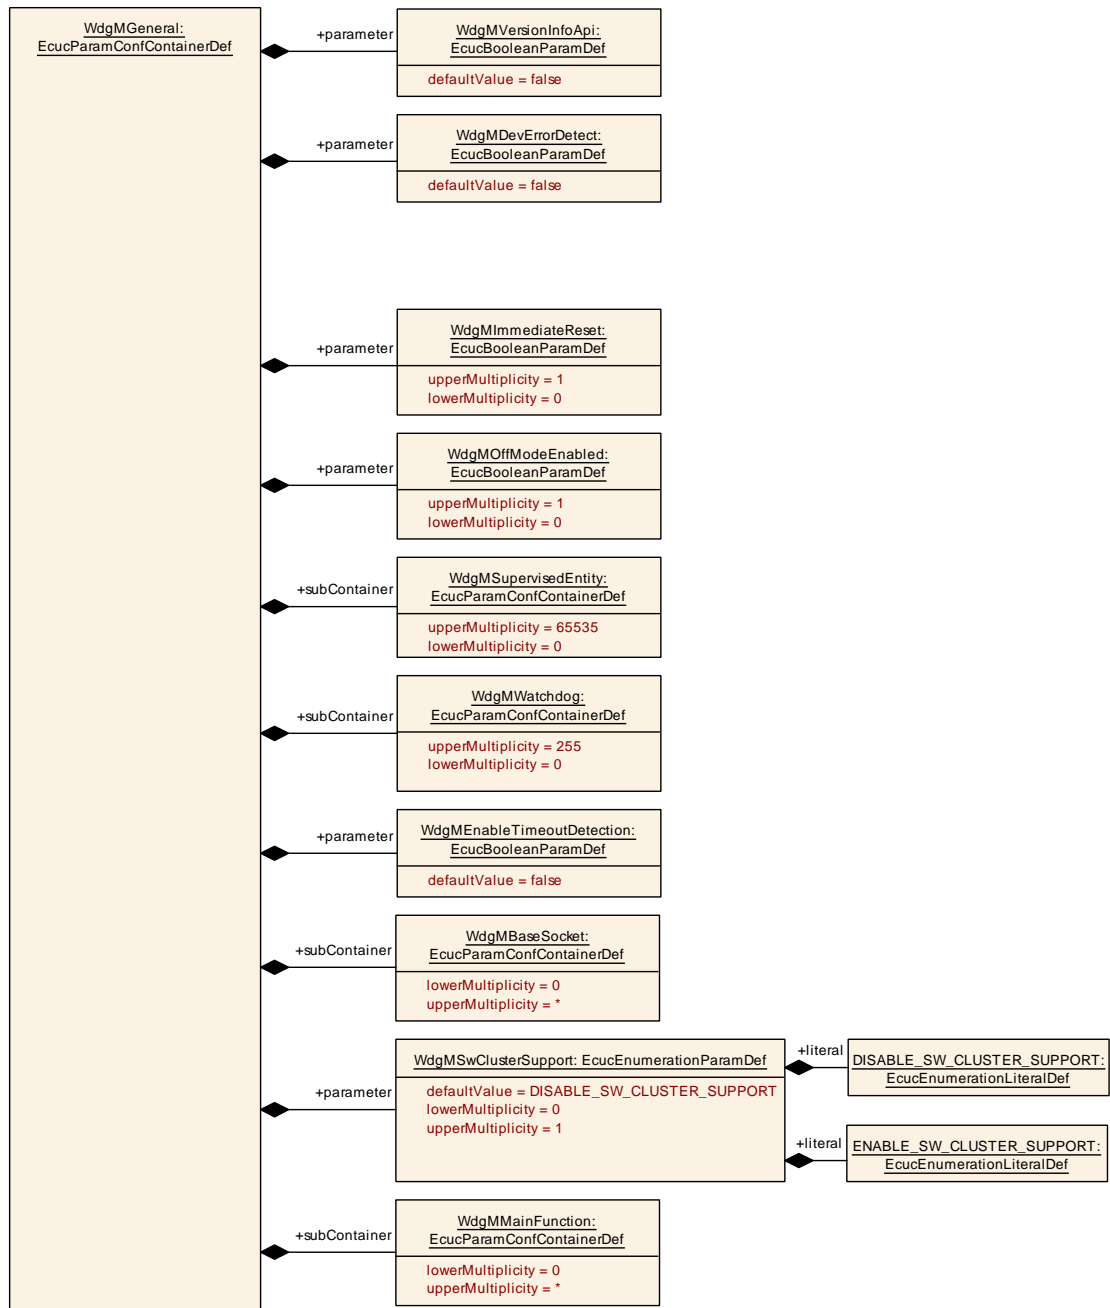 WdgMGeneral:
EcucParamConfContainerDef
+parameter
WdgMVersionInfoApi:
EcucBooleanParamDef
defaultValue = false
+parameter
WdgMDevErrorDetect:
EcucBooleanParamDef
defaultValue = false
+parameter
WdgMImmediateReset:
EcucBooleanParamDef
upperMultiplicity = 1
lowerMultiplicity = 0
+parameter
WdgMOffModeEnabled:
EcucBooleanParamDef
upperMultiplicity = 1
lowerMultiplicity = 0
+subContainer
WdgMSupervisedEntity:
EcucParamConfContainerDef
upperMultiplicity = 65535
lowerMultiplicity = 0
+subContainer
WdgMWatchdog:
EcucParamConfContainerDef
upperMultiplicity = 255
lowerMultiplicity = 0
+parameter
WdgMEnableTimeoutDetection:
EcucBooleanParamDef
defaultValue = false
+subContainer
WdgMBaseSocket:
EcucParamConfContainerDef
lowerMultiplicity = 0
upperMultiplicity = *
+parameter
WdgMSwClusterSupport: EcucEnumerationParamDef
defaultValue = DISABLE_SW_CLUSTER_SUPPORT
lowerMultiplicity = 0
upperMultiplicity = 1
+literal
DISABLE_SW_CLUSTER_SUPPORT:
EcucEnumerationLiteralDef
+literal
ENABLE_SW_CLUSTER_SUPPORT:
EcucEnumerationLiteralDef
+subContainer
WdgMMainFunction:
EcucParamConfContainerDef
lowerMultiplicity = 0
upperMultiplicity = *